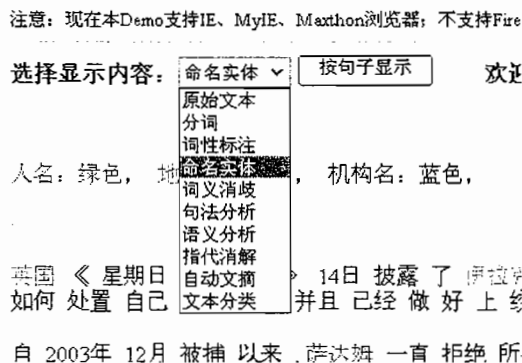 注意：现在本Demo支持IE、MyIE、Maxthon浏览器；不支持Fire
选择显示内容： 命名实体 按句子显示 欢迎
原始文本
分词
词性标注
命名实体
人名：绿色， 地 ， 机构名：蓝色，
词义消歧
句法分析
语义分析
指代消解
英国 《 星期日 》 14日 披露 了
自动文摘
如何 处置 自己 文本分类 并且 已经 做 好 上
自 2003年 12月 被捕 以来 ，萨达姆 一直 拒绝 所